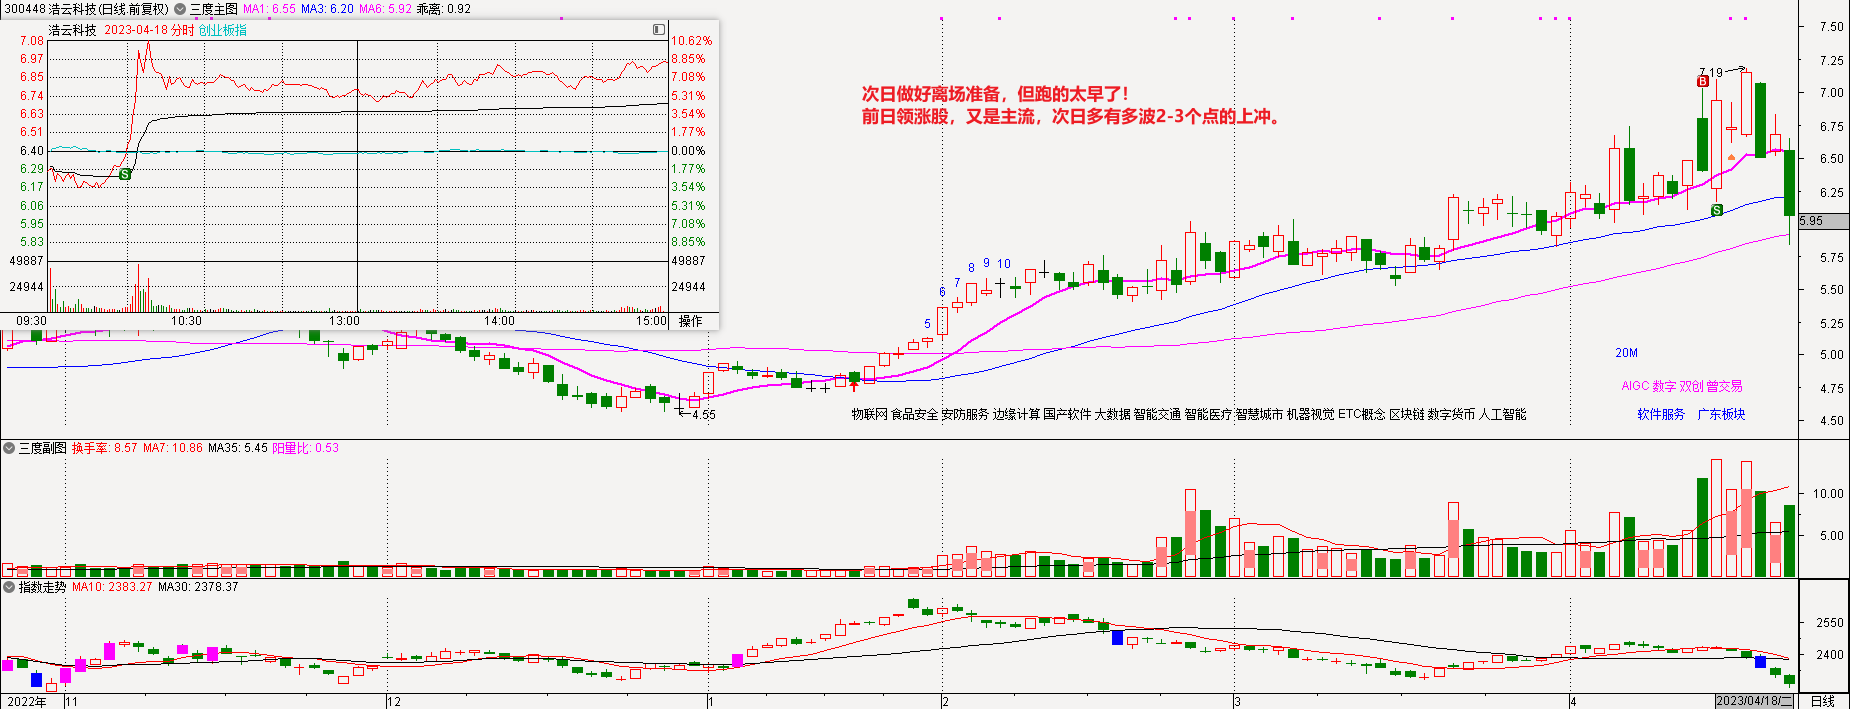 300448 浩云科技(日线.前复权) 三度主图 MA1: 6.55 MA3: 6.20 MA6: 5.92 乖离: 0.92
浩云科技 2023-04-18 分时 创业板指
7.08 10.62%
6.97 8.85%
6.85 7.08%
6.74 5.31%
6.63 3.54%
6.51 1.77%
6.40 0.00%
6.29 1.77%
6.17 3.54%
6.06 5.31%
5.95 7.08%
5.83 8.85%
49887 49887
24944 24944
09:30 10:30 13:00 14:00 15:00 操作
S
次日做好离场准备，但跑的太早了！
前日领涨股，又是主流，次日多有多波2-3个点的上冲。
B 7.19
S
5 6 7 8 9 10
4.55
7.50
7.25
7.00
6.75
6.50
6.25
5.95
5.75
5.50
5.25
5.00
4.75
4.50
20M
AIGC 数字 双创 曾交易
物联网 食品安全 安防服务 边缘计算 国产软件 大数据 智能交通 智能医疗 智慧城市 机器视觉 ETC概念 区块链 数字货币 人工智能
软件服务 广东板块
三度副图 换手率: 8.57 MA7: 10.86 MA35: 5.45 阳量比: 0.53
10.00
5.00
指数走势 MA10: 2383.27 MA30: 2378.37
2550
2400
2022年 11 12 1 2 3 4 2023/04/18/二 日线